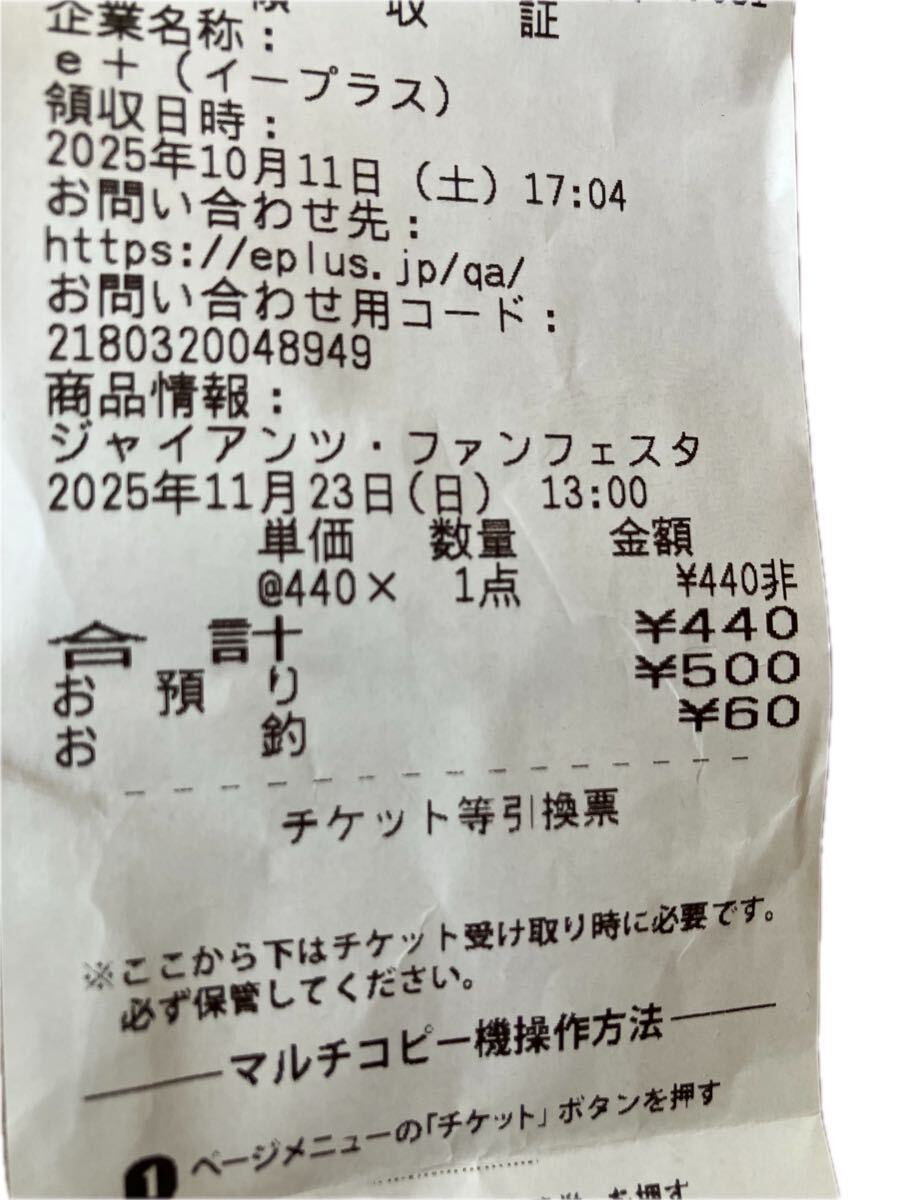 収 証
企業名称：
e＋（イープラス）
領収日時：
2025年10月11日（土）17:04
お問い合わせ先：
https://eplus.jp/qa/
お問い合わせ用コード：
2180320048949
商品情報：
ジャイアンツ・ファンフェスタ
2025年11月23日（日） 13:00
単価 数量 金額
@440× 1点 ¥440非
合 計 ¥440
お 預 り ¥500
お 釣 ¥60
チケット等引換票
※ここから下はチケット受け取り時に必要です。
必ず保管してください。
マルチコピー機操作方法
1 ページメニューの「チケット」ボタンを押す
を押す